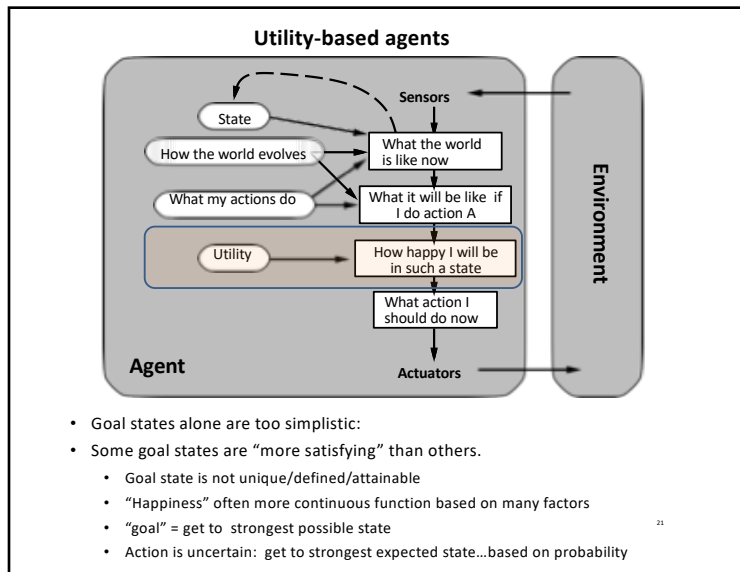 Utility-based agents
Sensors
State
What the world
is like now
How the world evolves
What my actions do
What it will be like if
I do action A
Utility
How happy I will be
in such a state
What action I
should do now
Agent
Actuators
Environment
• Goal states alone are too simplistic:
• Some goal states are “more satisfying” than others.
• Goal state is not unique/defined/attainable
• “Happiness” often more continuous function based on many factors
• “goal” = get to strongest possible state
• Action is uncertain: get to strongest expected state...based on probability
21